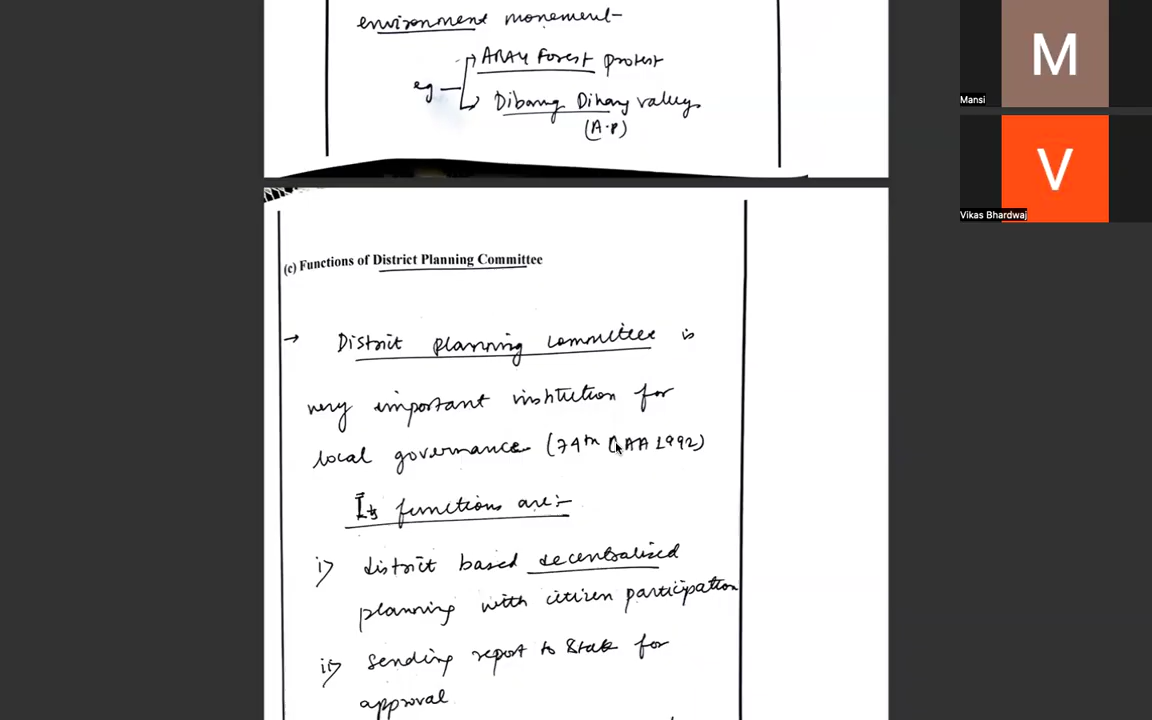 environment monement-
M
ARAY Forest protest
eg
Mansi
Dibang Dihang valley
(A.P)
V
Vikas Bhardwaj
(c) Functions of District Planning Committee
→ District planning committee is
very important institution for
local governance (74th CAA 1992)
Its functions are:-
i) district based decentralised
planning with citizen participation
ii) sending report to State for
approval